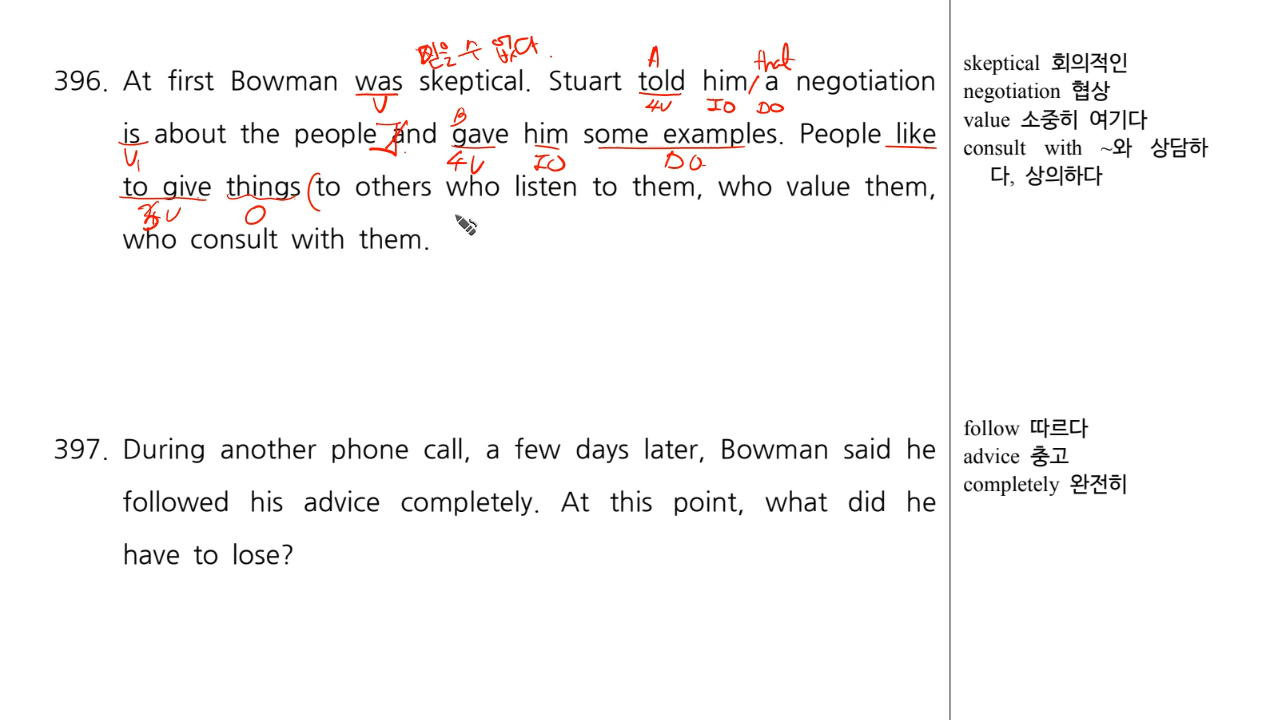 믿을 수 없다.
A that
396. At first Bowman was skeptical. Stuart told him / a negotiation
V 4V IO DO
B
is about the people and gave him some examples. People like
V1 4V IO DO
to give things (to others who listen to them, who value them,
3V O
who consult with them.
skeptical 회의적인
negotiation 협상
value 소중히 여기다
consult with ~와 상담하
다, 상의하다
397. During another phone call, a few days later, Bowman said he
followed his advice completely. At this point, what did he
have to lose?
follow 따르다
advice 충고
completely 완전히